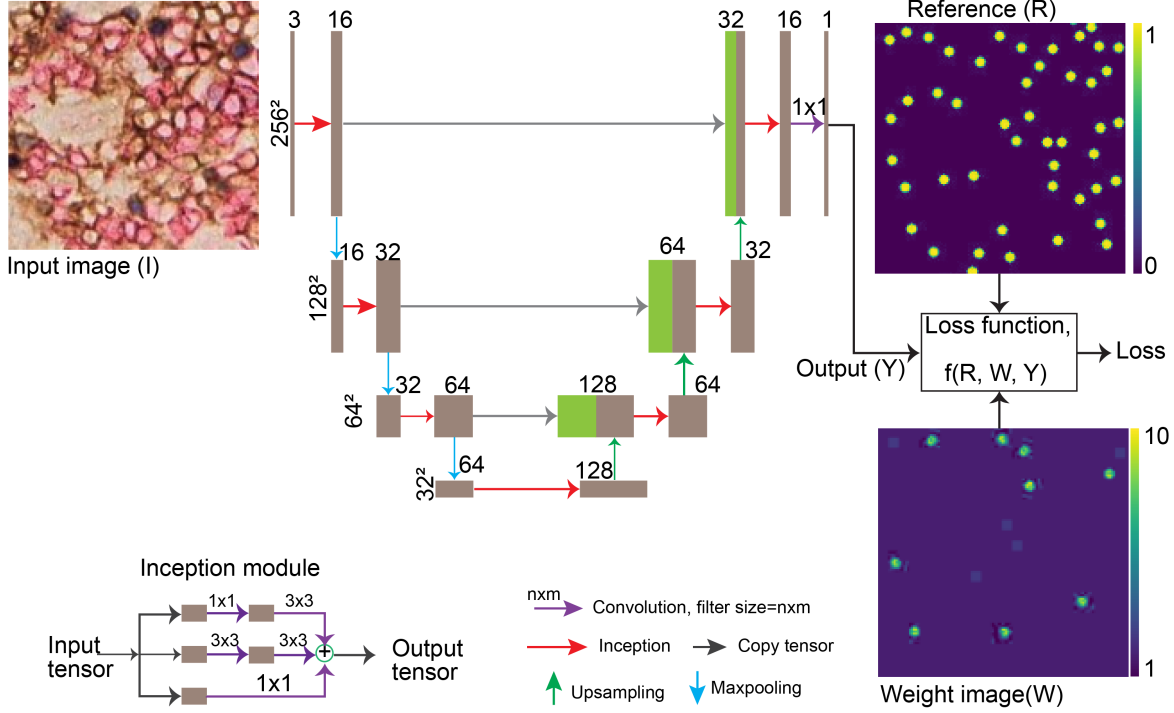 3
16
32
16
1
Reference (R)
1
0
256²
1x1
Input image (I)
16
32
64
32
128²
Loss function,
f(R, W, Y)
Loss
Output (Y)
32
64
128
64
64²
64
128
32²
10
1
Weight image(W)
Inception module
1x1
3x3
3x3
3x3
1x1
Input
tensor
Output
tensor
nxm
Convolution, filter size=nxm
Inception
Copy tensor
Upsampling
Maxpooling